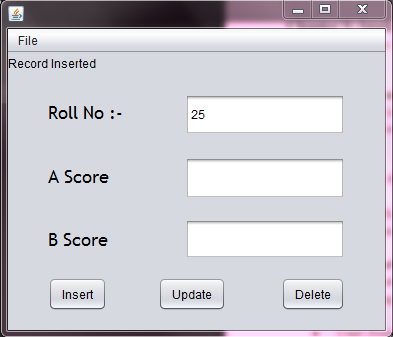 File
Record Inserted
Roll No :- 25
A Score
B Score
Insert Update Delete